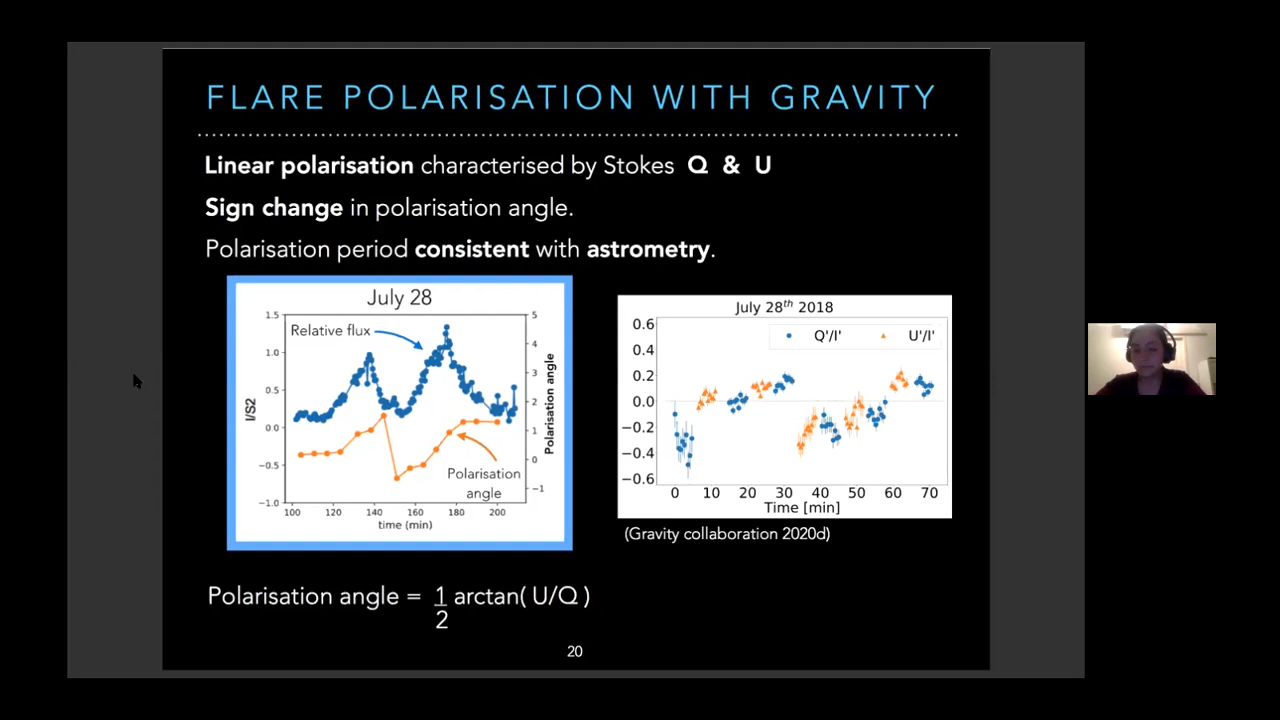 FLARE POLARISATION WITH GRAVITY
Linear polarisation characterised by Stokes Q & U
Sign change in polarisation angle.
Polarisation period consistent with astrometry.
July 28
Relative flux
Polarisation
angle
1.5
1.0
0.5
0.0
−0.5
−1.0
I/S2
5
4
3
2
1
0
−1
Polarisation angle
100 120 140 160 180 200
time (min)
July 28th 2018
Q'/I' U'/I'
0.6
0.4
0.2
0.0
−0.2
−0.4
−0.6
0 10 20 30 40 50 60 70
Time [min]
(Gravity collaboration 2020d)
Polarisation angle = 1/2 arctan( U/Q )
20